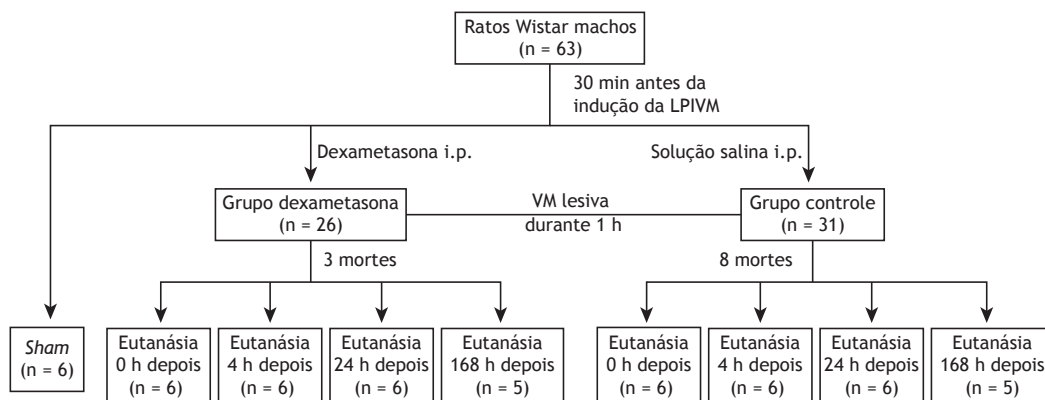 Ratos Wistar machos
(n = 63)
30 min antes da
indução da LPIVM
Dexametasona i.p.
Solução salina i.p.
Grupo dexametasona
(n = 26)
VM lesiva
durante 1 h
Grupo controle
(n = 31)
3 mortes
8 mortes
Sham
(n = 6)
Eutanásia
0 h depois
(n = 6)
Eutanásia
4 h depois
(n = 6)
Eutanásia
24 h depois
(n = 6)
Eutanásia
168 h depois
(n = 5)
Eutanásia
0 h depois
(n = 6)
Eutanásia
4 h depois
(n = 6)
Eutanásia
24 h depois
(n = 6)
Eutanásia
168 h depois
(n = 5)